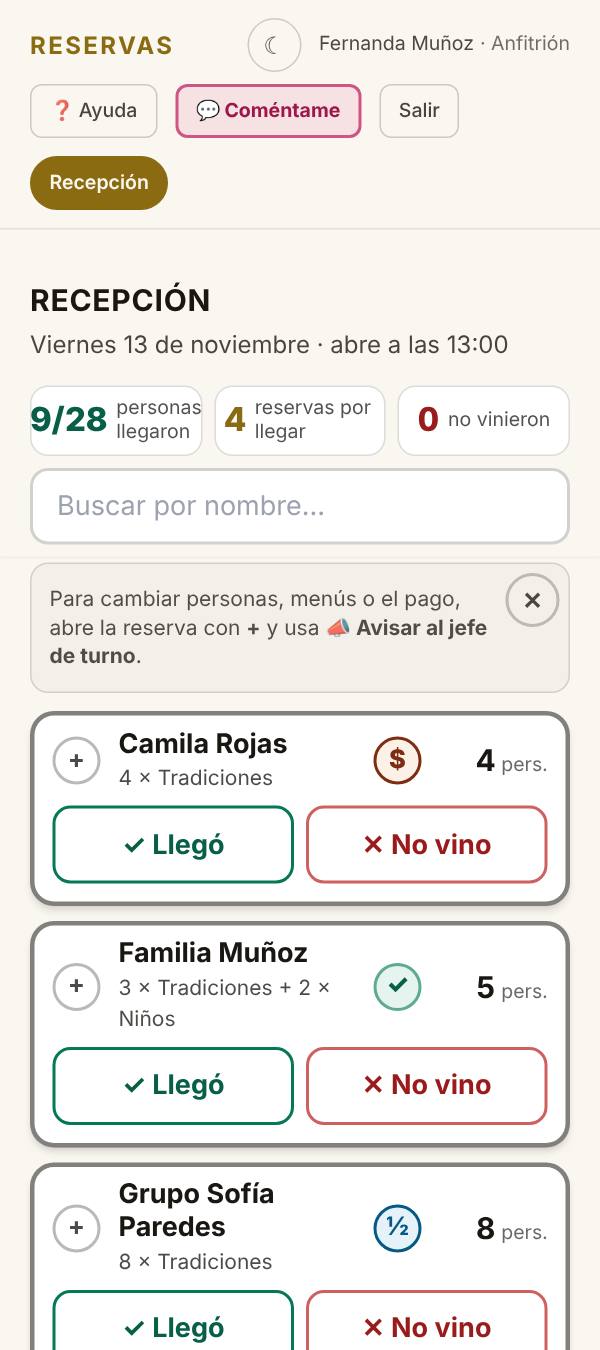 RESERVAS
☾
Fernanda Muñoz · Anfitrión
❓ Ayuda
💬 Coméntame
Salir
Recepción
RECEPCIÓN
Viernes 13 de noviembre · abre a las 13:00
9/28 personas llegaron
4 reservas por llegar
0 no vinieron
Buscar por nombre...
Para cambiar personas, menús o el pago,
abre la reserva con + y usa 📣 Avisar al jefe
de turno.
✕
+
Camila Rojas
4 × Tradiciones
$
4 pers.
✓ Llegó
✕ No vino
+
Familia Muñoz
3 × Tradiciones + 2 ×
Niños
✓
5 pers.
✓ Llegó
✕ No vino
+
Grupo Sofía
Paredes
8 × Tradiciones
½
8 pers.
✓ Llegó
✕ No vino